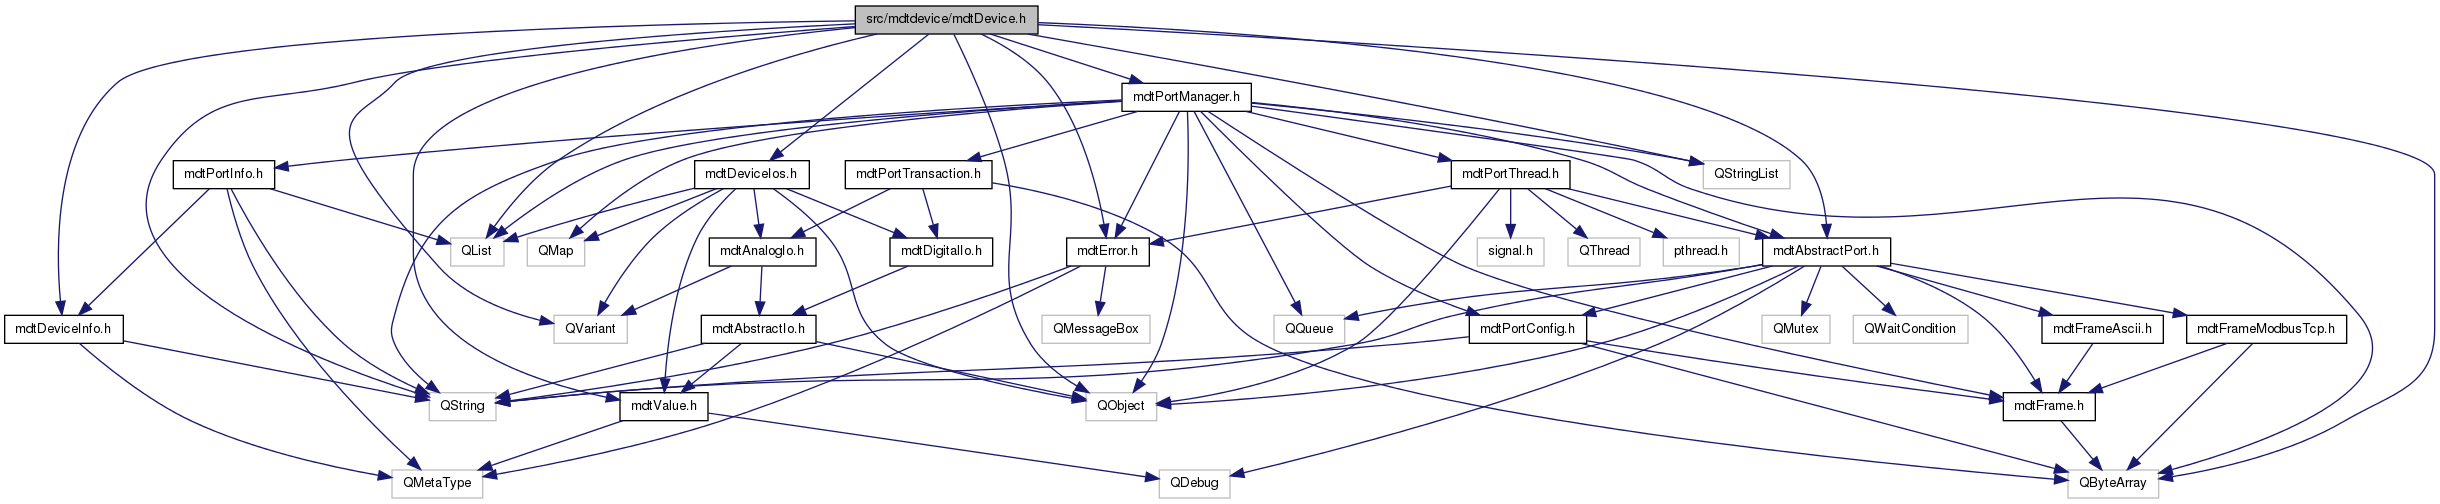 src/mdtdevice/mdtDevice.h
mdtPortManager.h
mdtPortInfo.h
mdtDeviceIos.h
mdtPortTransaction.h
mdtPortThread.h
QStringList
QList
QMap
mdtAnalogIo.h
mdtDigitalIo.h
mdtError.h
signal.h
QThread
pthread.h
mdtAbstractPort.h
mdtDeviceInfo.h
QVariant
mdtAbstractIo.h
QMessageBox
QQueue
mdtPortConfig.h
QMutex
QWaitCondition
mdtFrameAscii.h
mdtFrameModbusTcp.h
QString
mdtValue.h
QObject
mdtFrame.h
QMetaType
QDebug
QByteArray